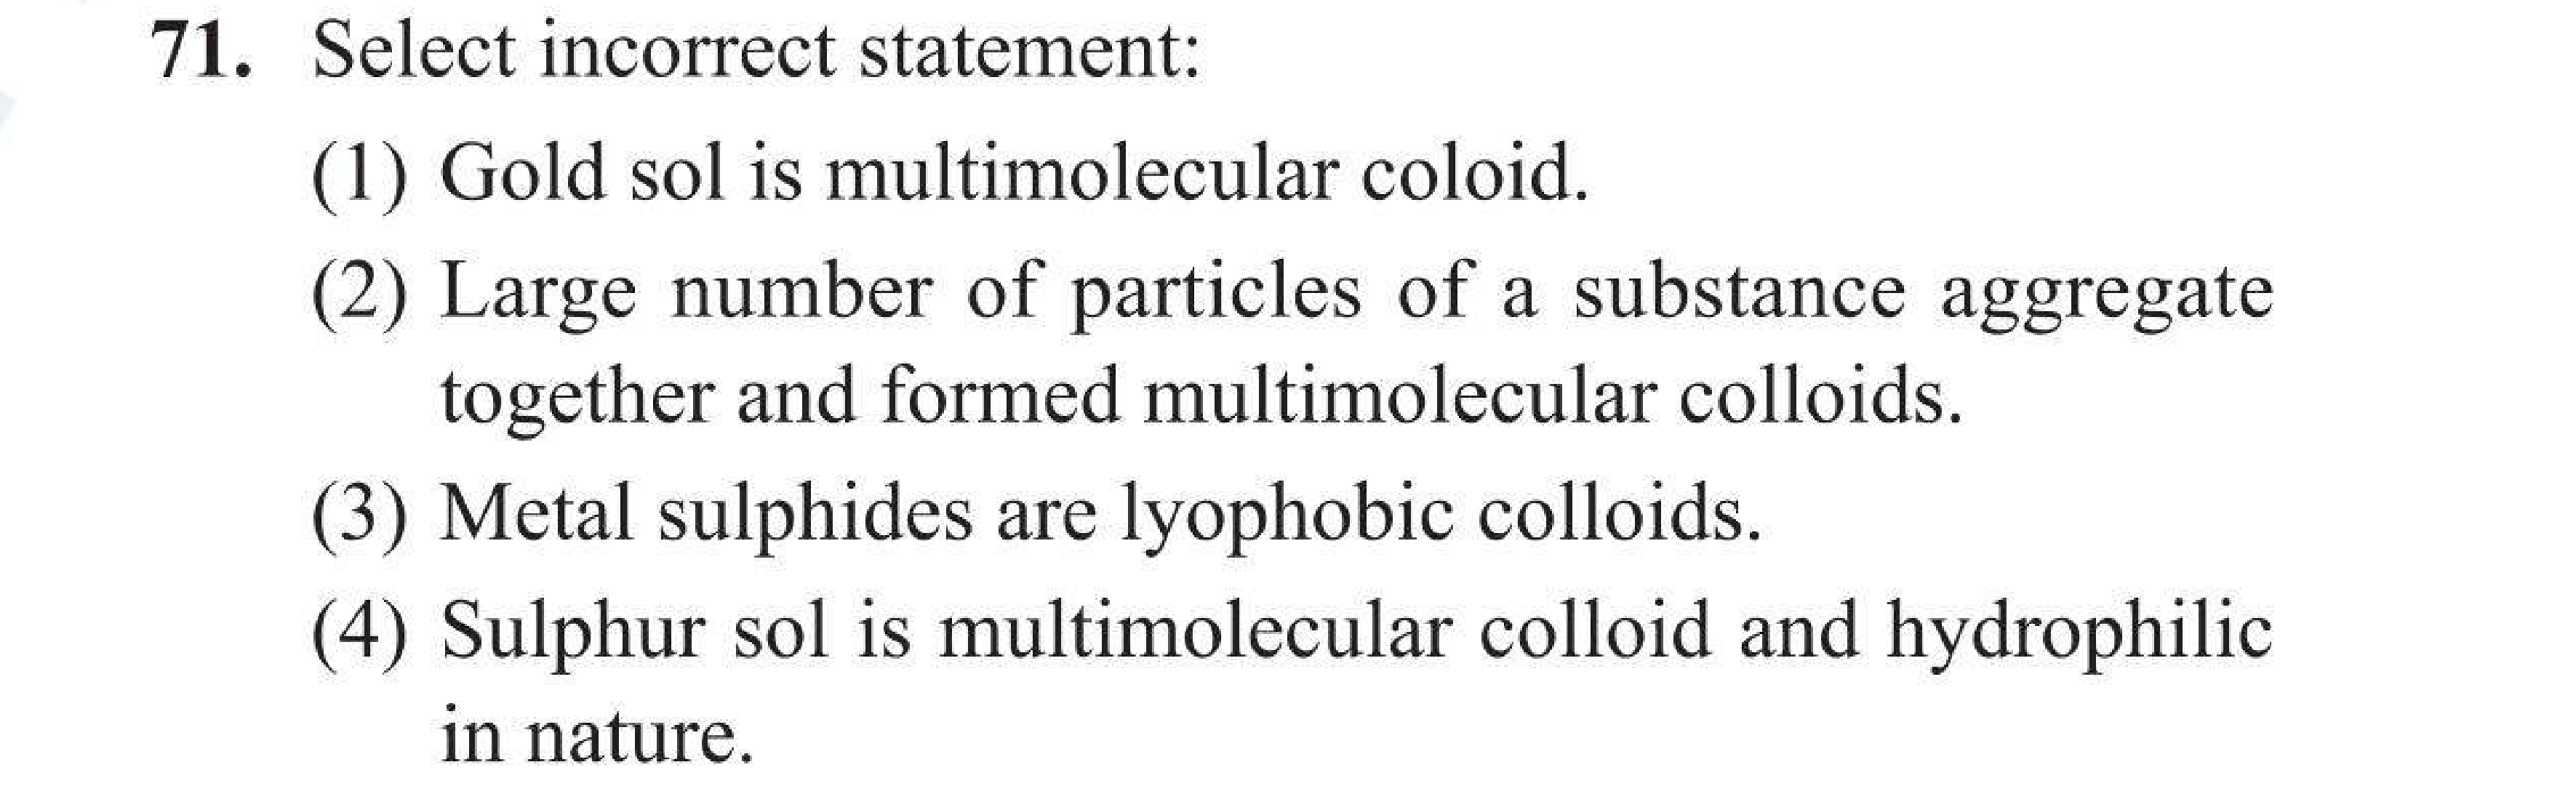 71. Select incorrect statement:
(1) Gold sol is multimolecular coloid.
(2) Large number of particles of a substance aggregate
together and formed multimolecular colloids.
(3) Metal sulphides are lyophobic colloids.
(4) Sulphur sol is multimolecular colloid and hydrophilic
in nature.